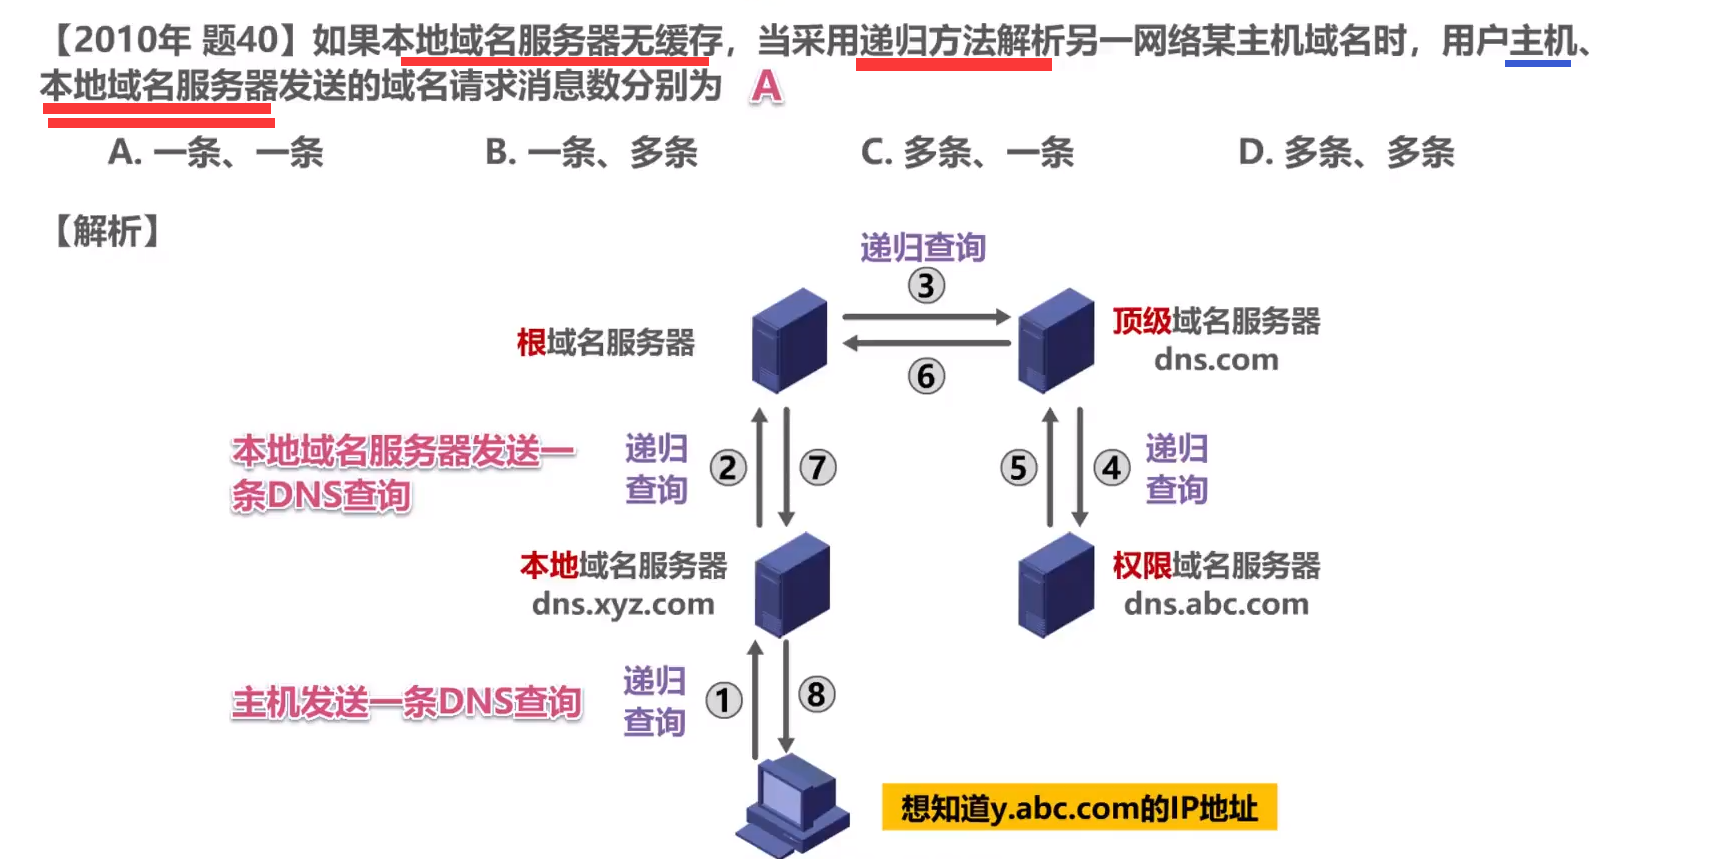 【2010年 题40】如果本地域名服务器无缓存，当采用递归方法解析另一网络某主机域名时，用户主机、
本地域名服务器发送的域名请求消息数分别为 A
A. 一条、一条 B. 一条、多条 C. 多条、一条 D. 多条、多条
【解析】
递归查询
③
根域名服务器
顶级域名服务器
dns.com
⑥
本地域名服务器发送一
条DNS查询
递归
查询
②
⑦
⑤
④
递归
查询
本地域名服务器
dns.xyz.com
权限域名服务器
dns.abc.com
主机发送一条DNS查询
递归
查询
①
⑧
想知道y.abc.com的IP地址